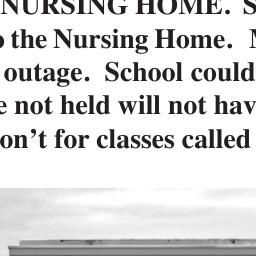 NURSING HOME. S
o the Nursing Home.
outage. School could
e not held will not hav
on't for classes called